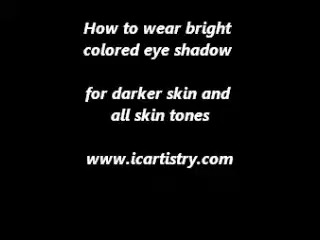 How to wear bright
colored eye shadow
for darker skin and
all skin tones
www.icartistry.com